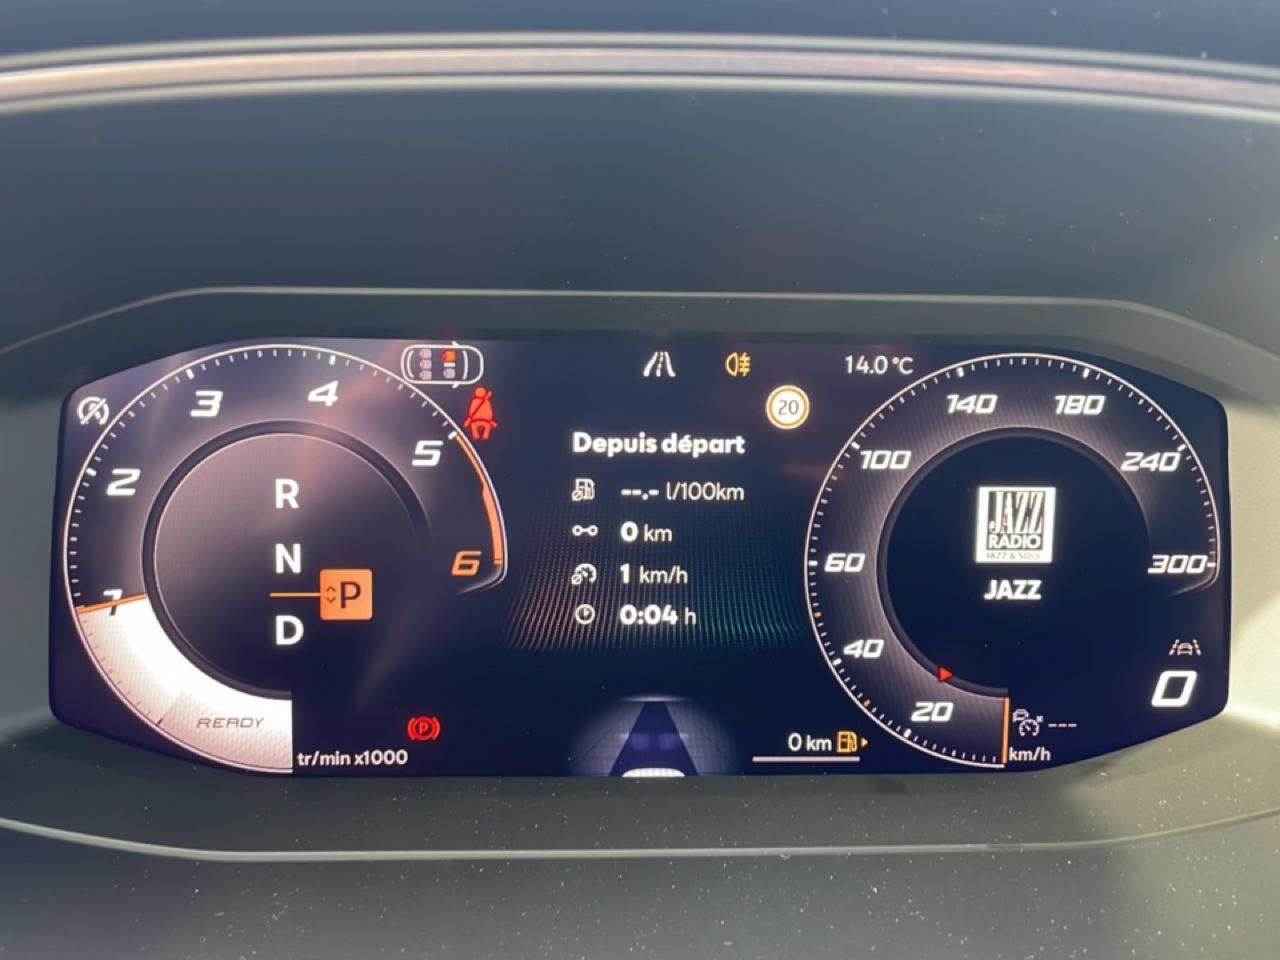 1
2
3
4
5
6
READY
tr/min x1000
R
N
P
D
P
14.0 °C
20
Depuis départ
--.- l/100km
0 km
1 km/h
0:04 h
0 km
20
40
60
100
140
180
240
300
JAZZ
RADIO
JAZZ & SOUL
JAZZ
0
---
km/h